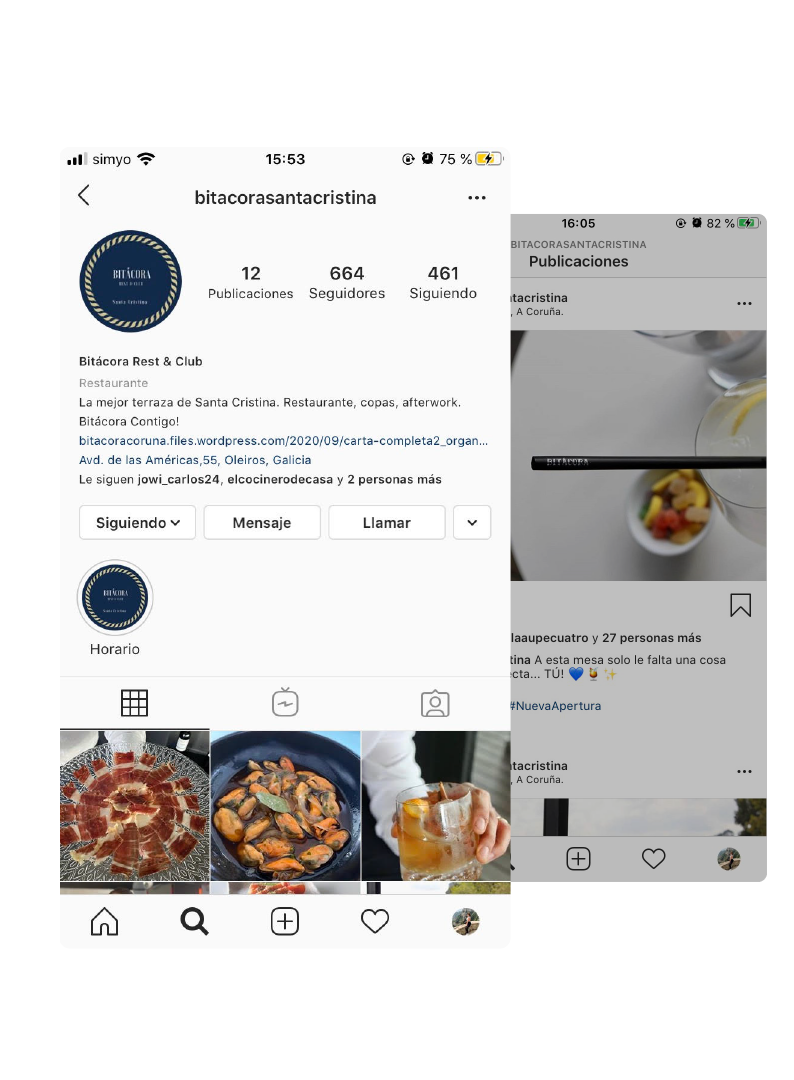 simyo
15:53
75 %
bitacorasantacristina
BITÁCORA
REST & CLUB
Santa Cristina
12
664
461
Publicaciones
Seguidores
Siguiendo
Bitácora Rest & Club
Restaurante
La mejor terraza de Santa Cristina. Restaurante, copas, afterwork.
Bitácora Contigo!
bitacoracoruna.files.wordpress.com/2020/09/carta-completa2_organ...
Avd. de las Américas,55, Oleiros, Galicia
Le siguen jowi_carlos24, elcocinerodecasa y 2 personas más
Siguiendo
Mensaje
Llamar
BITÁCORA
Santa Cristina
Horario
16:05
82 %
BITACORASANTACRISTINA
Publicaciones
ntacristina
, A Coruña.
BITÁCORA
laaupecuatro y 27 personas más
tina A esta mesa solo le falta una cosa
ecta... TÚ! 💙 🍹 ✨
#NuevaApertura
ntacristina
, A Coruña.